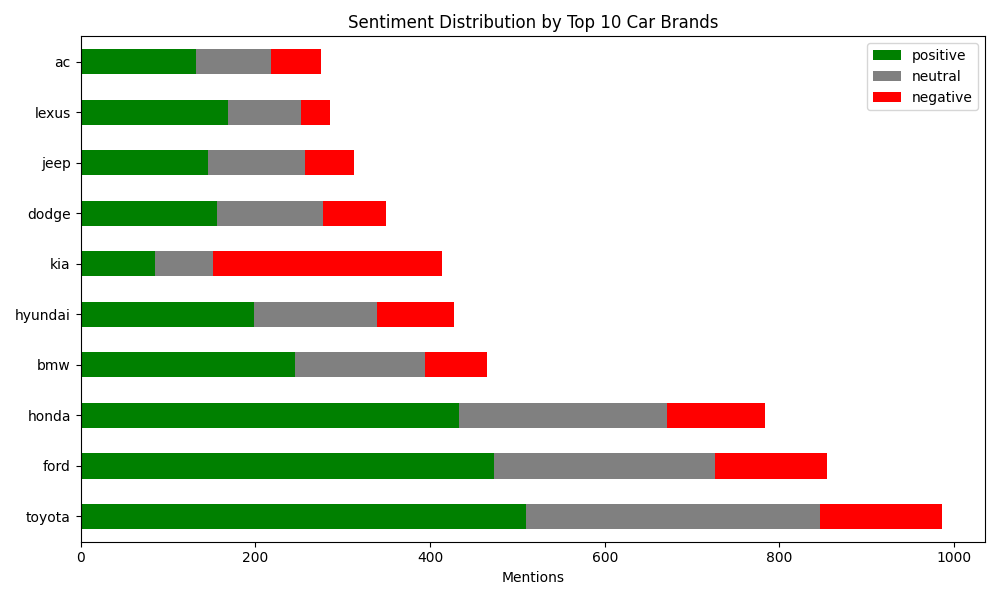 Sentiment Distribution by Top 10 Car Brands
positive
neutral
negative
ac
lexus
jeep
dodge
kia
hyundai
bmw
honda
ford
toyota
0 200 400 600 800 1000
Mentions